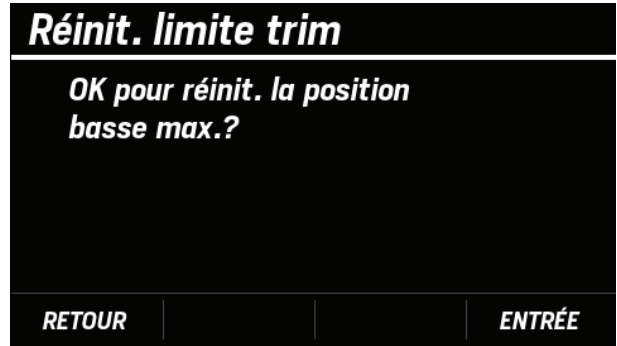 Réinit. limite trim
OK pour réinit. la position
basse max.?
RETOUR
ENTRÉE